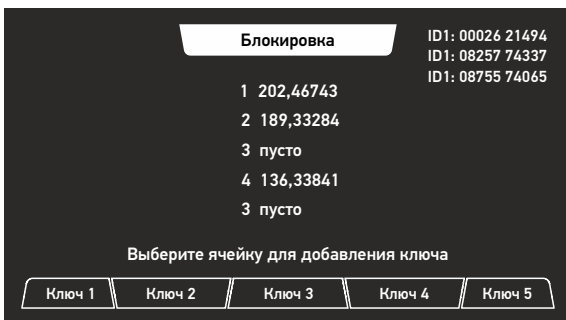 Блокировка
ID1: 00026 21494
ID1: 08257 74337
ID1: 08755 74065
1 202,46743
2 189,33284
3 пусто
4 136,33841
3 пусто
Выберите ячейку для добавления ключа
Ключ 1 Ключ 2 Ключ 3 Ключ 4 Ключ 5